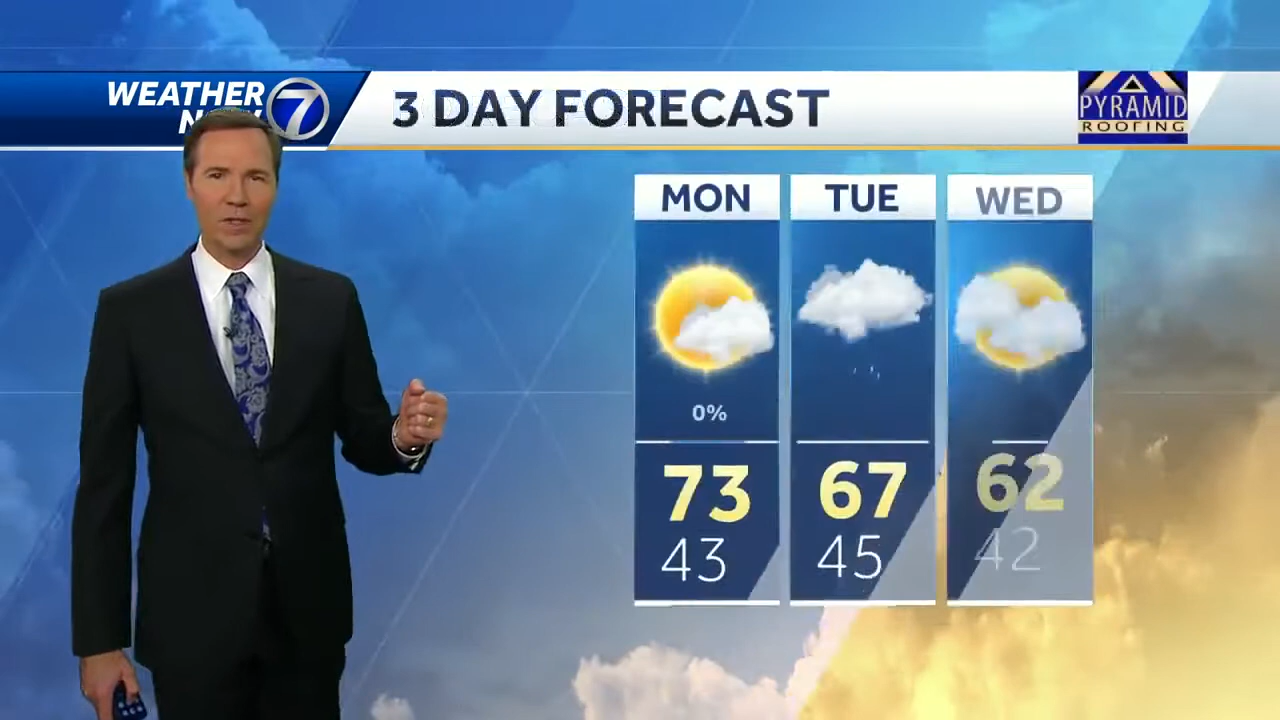 WEATHER
7
3 DAY FORECAST
PYRAMID
ROOFING
MON
TUE
WED
0%
73
67
62
43
45
42